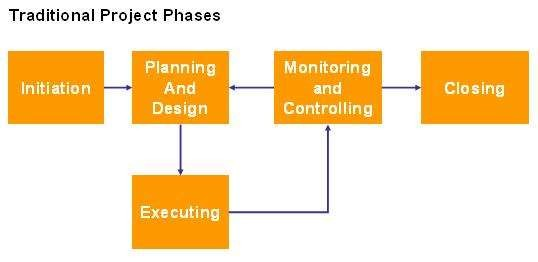 Traditional Project Phases
Initiation
Planning
And
Design
Monitoring
and
Controlling
Closing
Executing